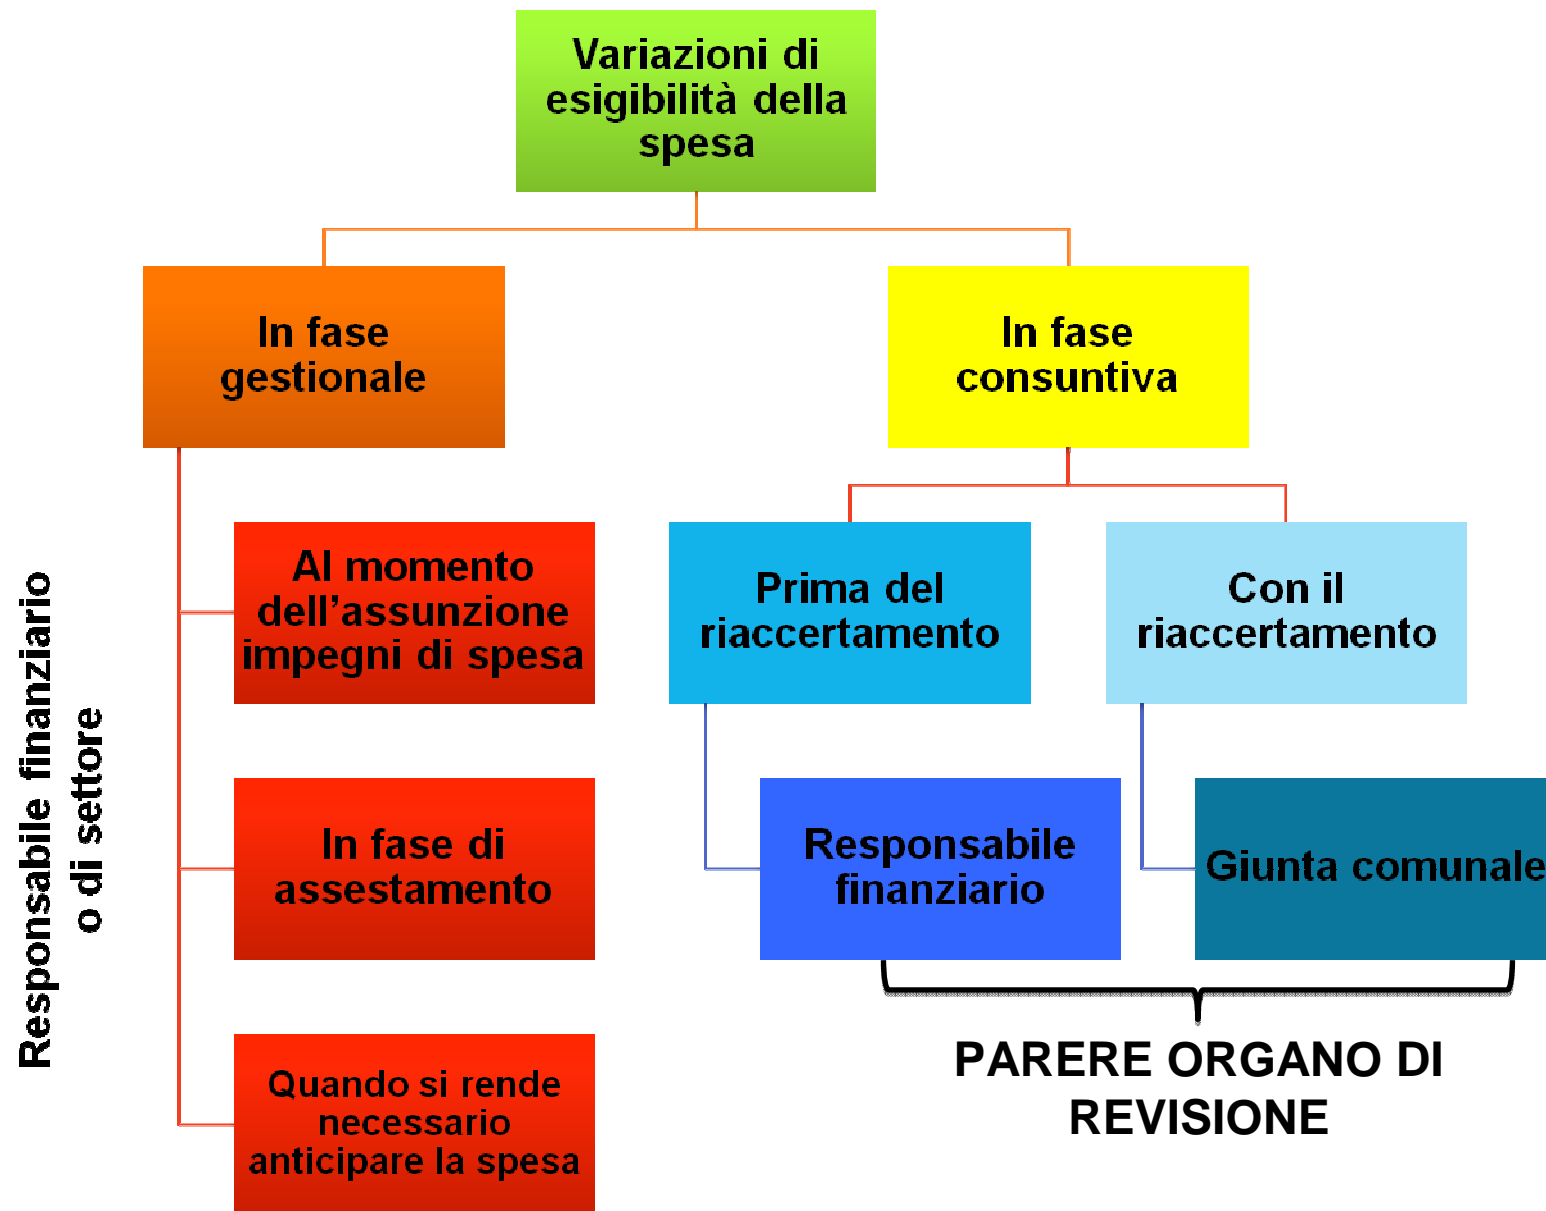 Variazioni di
esigibilità della
spesa
In fase
gestionale
In fase
consuntiva
Responsabile finanziario
o di settore
Al momento
dell’assunzione
impegni di spesa
In fase di
assestamento
Quando si rende
necessario
anticipare la spesa
Prima del
riaccertamento
Con il
riaccertamento
Responsabile
finanziario
Giunta comunale
PARERE ORGANO DI
REVISIONE